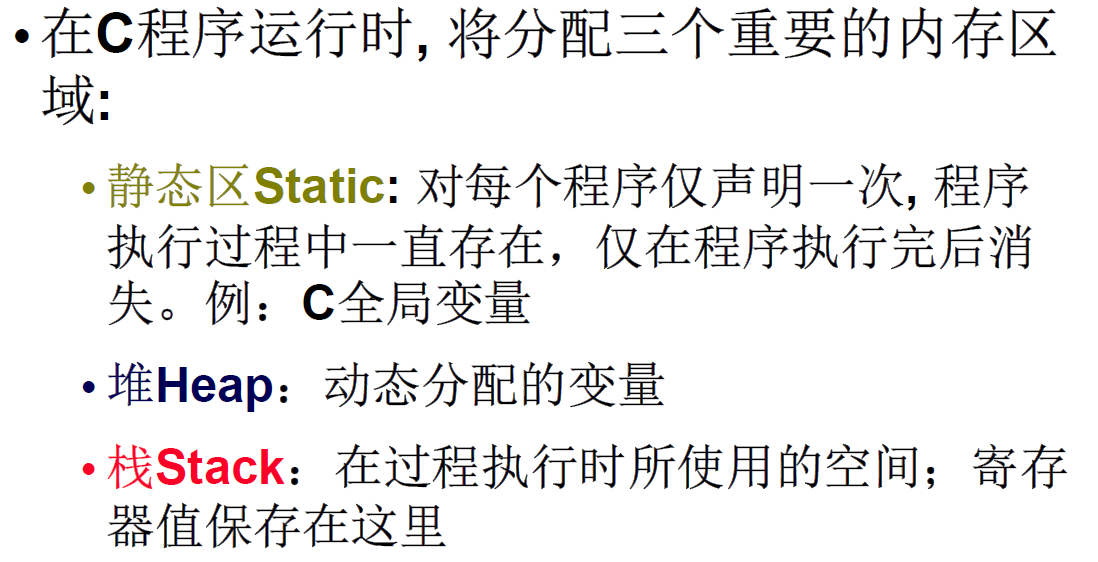 •在C程序运行时, 将分配三个重要的内存区
域:
•静态区Static: 对每个程序仅声明一次, 程序
执行过程中一直存在，仅在程序执行完后消
失。例：C全局变量
•堆Heap：动态分配的变量
•栈Stack：在过程执行时所使用的空间；寄存
器值保存在这里